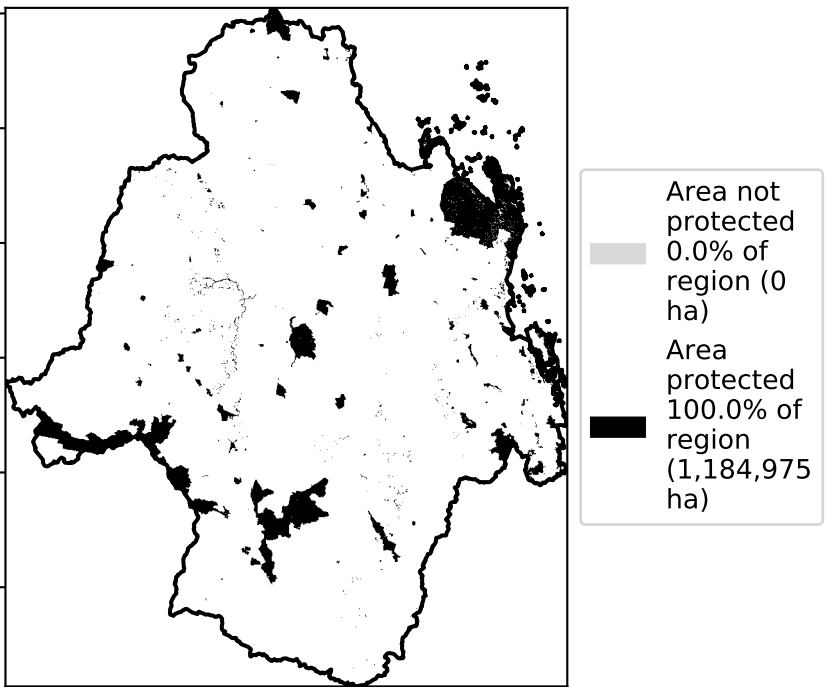 Area not
protected
0.0% of
region (0
ha)
Area
protected
100.0% of
region
(1,184,975
ha)